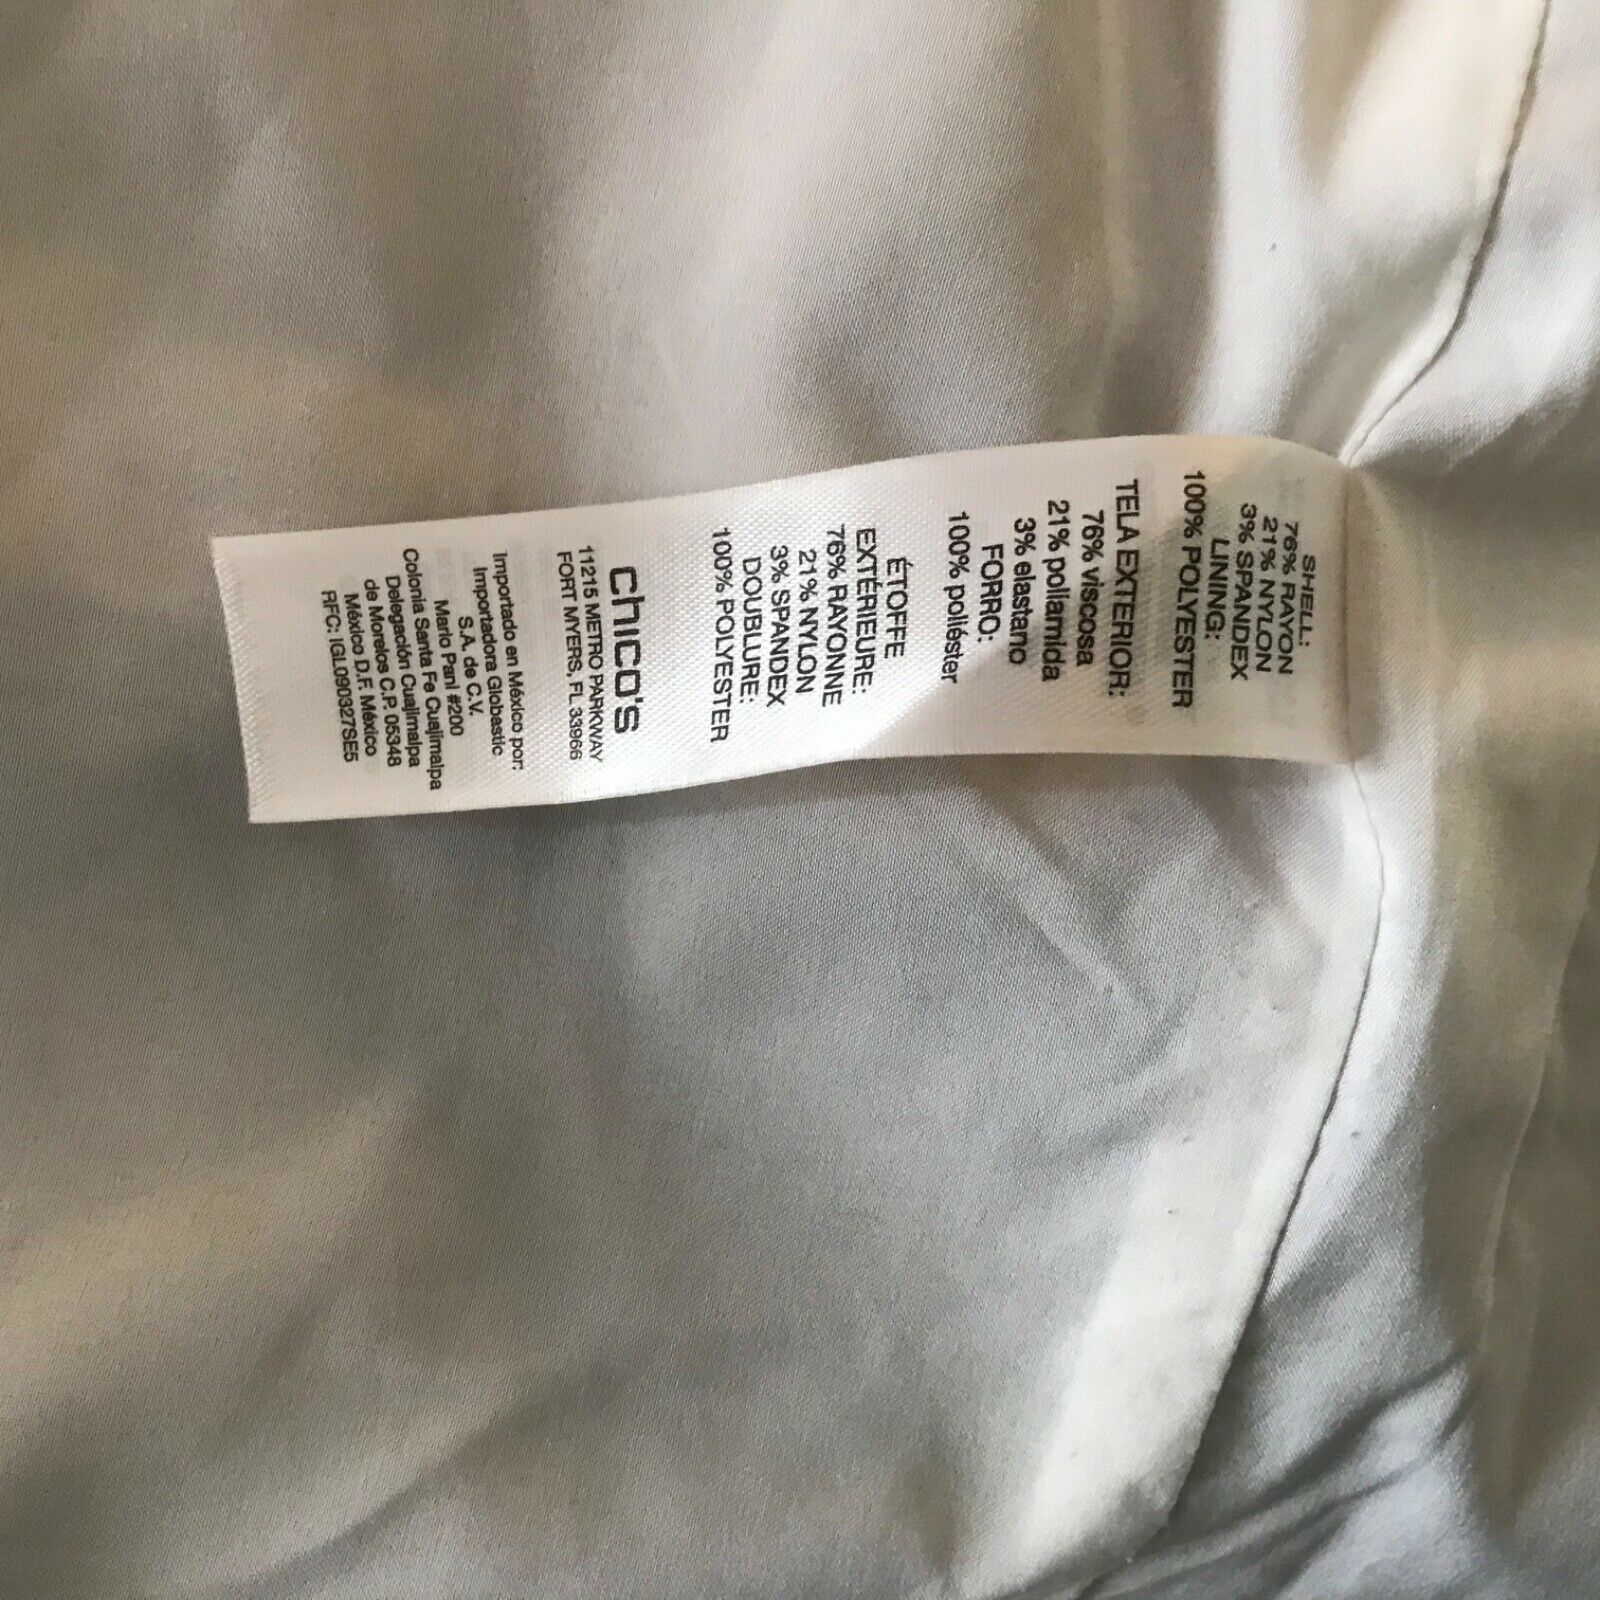 SHELL:
76% RAYON
21% NYLON
3% SPANDEX
LINING:
100% POLYESTER
TELA EXTERIOR:
76% viscosa
21% poliamida
3% elastano
FORRO:
100% poliéster
ÉTOFFE
EXTÉRIEURE:
76% RAYONNE
21% NYLON
3% SPANDEX
DOUBLURE:
100% POLYESTER
chico's
11215 METRO PARKWAY
FORT MYERS, FL 33966
Importado en México por:
Importadora Globastic
S.A. de C.V.
Mario Pani #200
Colonia Santa Fe Cuajimalpa
Delegación Cuajimalpa
de Morelos C.P. 05348
México D.F. México
RFC: IGL090327SE5